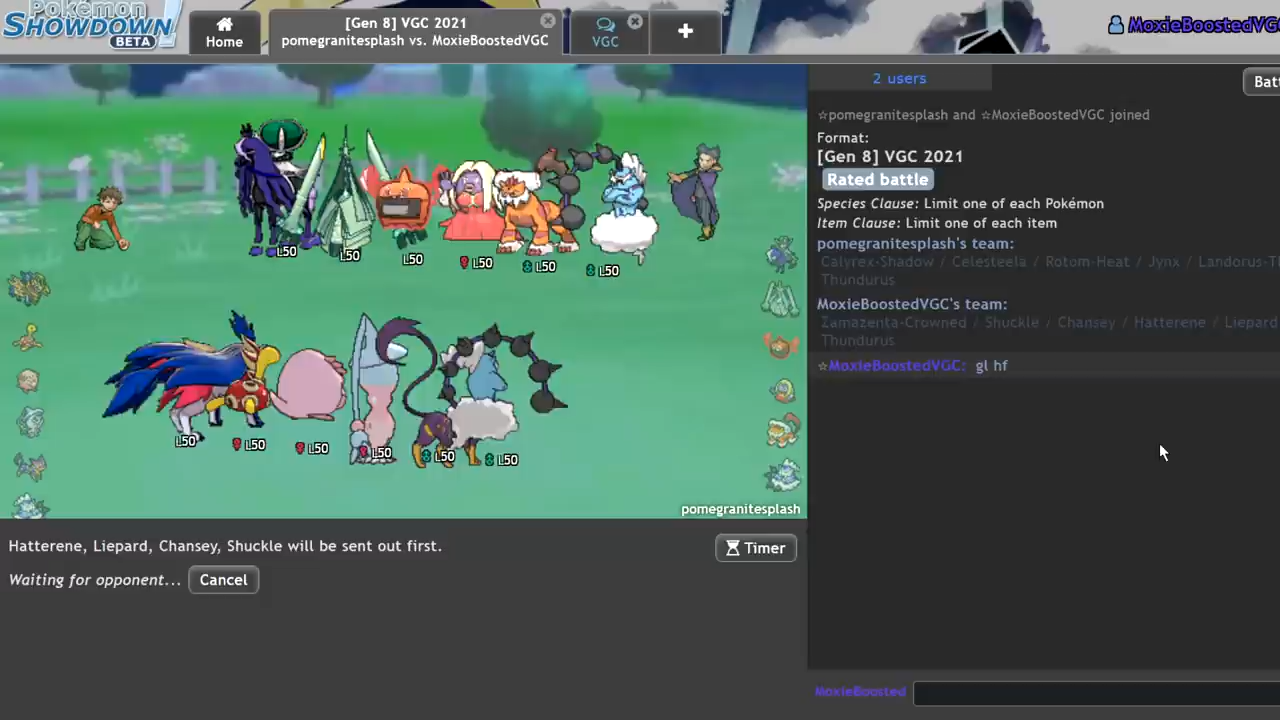 Pokémon
SHOWDOWN!
BETA
Home
[Gen 8] VGC 2021
pomegranitesplash vs. MoxieBoostedVGC
VGC
MoxieBoostedVG
2 users
Bat
☆pomegranitesplash and ☆MoxieBoostedVGC joined
Format:
[Gen 8] VGC 2021
Rated battle
Species Clause: Limit one of each Pokémon
Item Clause: Limit one of each item
pomegranitesplash's team:
Calyrex-Shadow / Celesteela / Rotom-Heat / Jynx / Landorus-T
Thundurus
MoxieBoostedVGC's team:
Zamazenta-Crowned / Shuckle / Chansey / Hatterene / Liepard
Thundurus
☆MoxieBoostedVGC: gl hf
L50
L50
L50
L50
L50
L50
L50
L50
L50
L50
L50
L50
pomegranitesplash
Hatterene, Liepard, Chansey, Shuckle will be sent out first.
Timer
Waiting for opponent... Cancel
MoxieBoosted